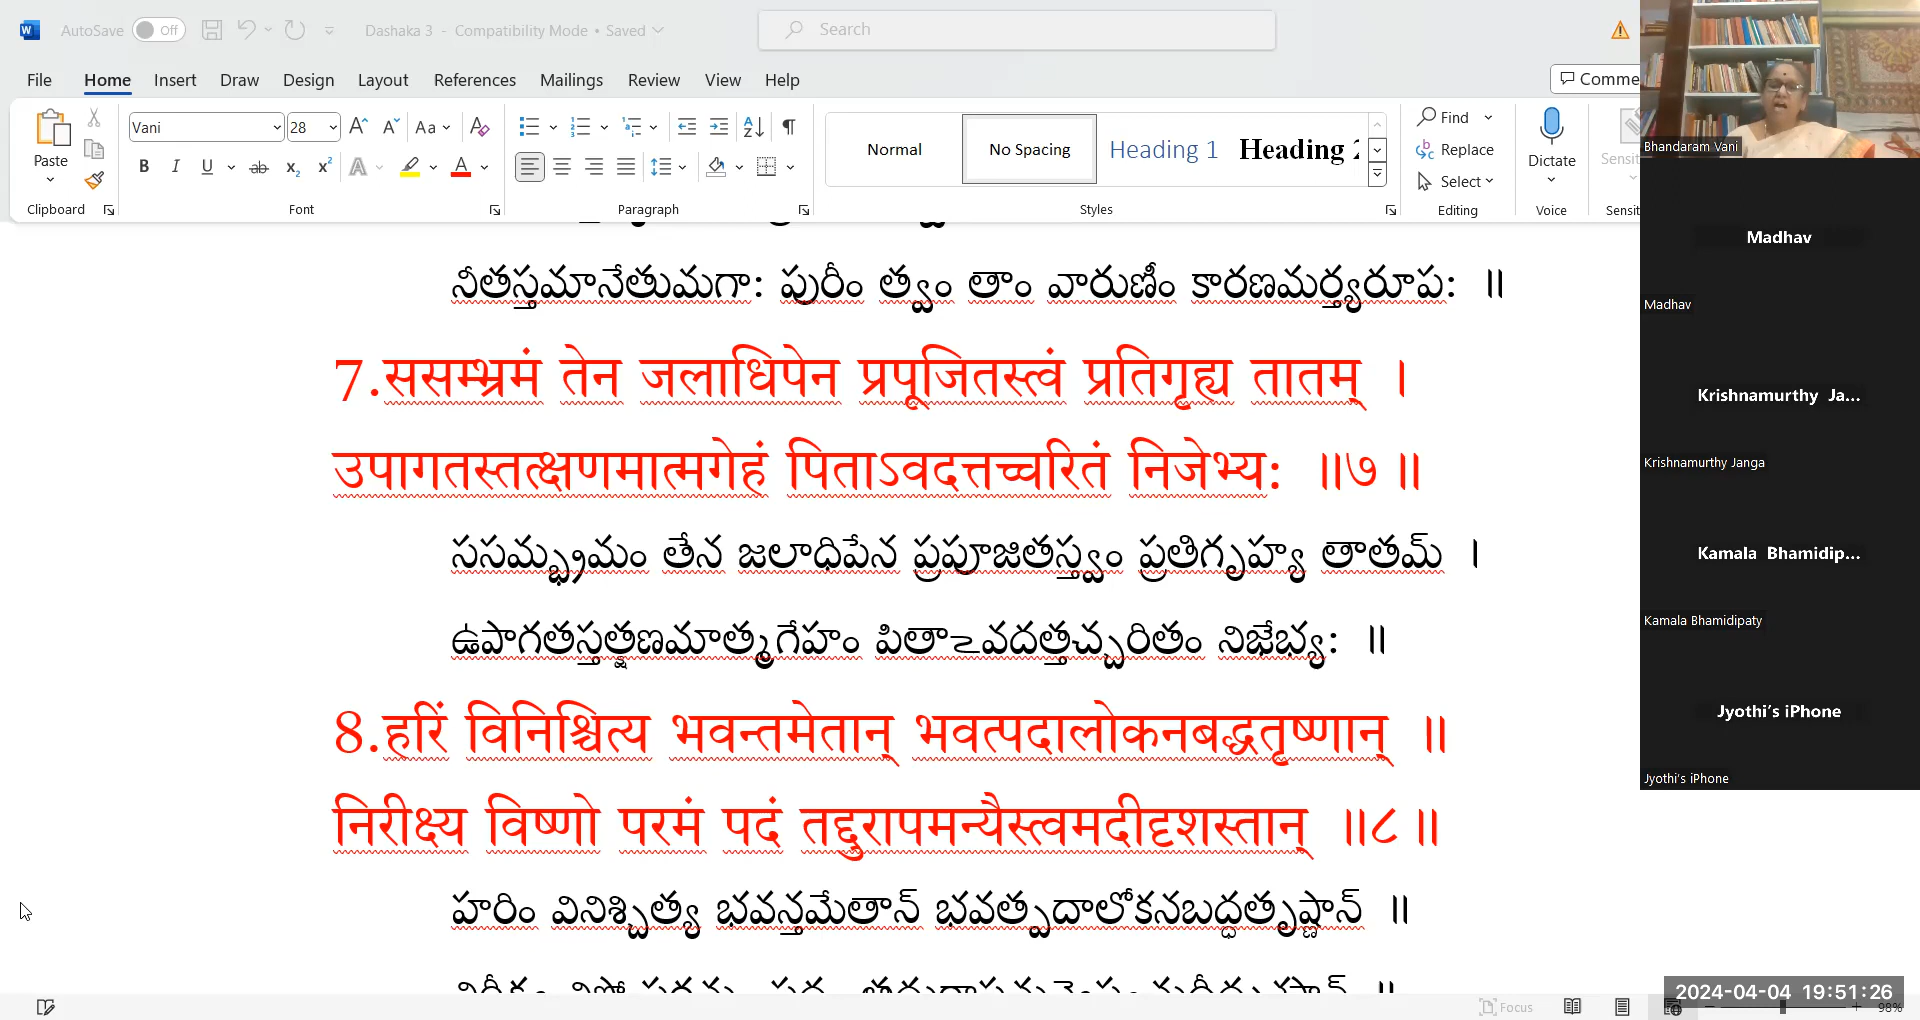 AutoSave Off Dashaka 3 - Compatibility Mode • Saved Search
File Home Insert Draw Design Layout References Mailings Review View Help Comme
Paste Vani 28 Aa Normal No Spacing Heading 1 Heading 2 Find Replace Select Dictate Sensit
Clipboard Font Paragraph Styles Editing Voice Sensit
నీతస్తమానేతుమగా: పురీం త్వం తాం వారుణీం కారణమర్త్యరూప: ॥
7.ससम्भ्रमं तेन जलाधिपेन प्रपूजितस्त्वं प्रतिगृह्य तातम् ।
उपागतस्तत्क्षणमात्मगेहं पिताऽवदत्तच्चरितं निजेभ्य: ॥७॥
ససమ్భ్రమం తేన జలాధిపేన ప్రపూజితస్త్వం ప్రతిగృహ్య తాతమ్ ।
ఉపాగతస్తత్క్షణమాత్మగేహం పితాఽవదత్తచ్చరితం నిజేభ్య: ॥
8.हरिं विनिश्चित्य भवन्तमेतान् भवत्पदालोकनबद्धतृष्णान् ॥
निरीक्ष्य विष्णो परमं पदं तद्दुरापमन्यैस्त्वमदीदृशस्तान् ॥८॥
హరిం వినిశ్చిత్య భవన్తమేతాన్ భవత్పదాలోకనబద్ధతృష్ణాన్ ॥
Bhandaram Vani
Madhav
Madhav
Krishnamurthy Ja...
Krishnamurthy Janga
Kamala Bhamidip...
Kamala Bhamidipaty
Jyothi's iPhone
Jyothi's iPhone
2024-04-04 19:51:26
Focus 98%